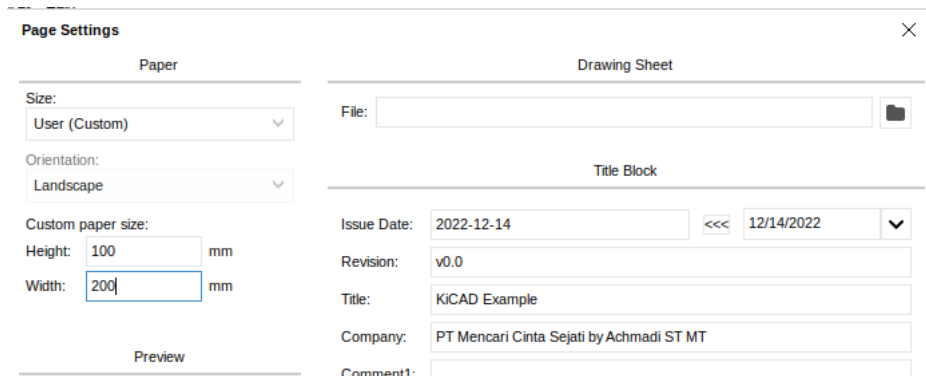 Page Settings
Paper
Size:
User (Custom)
Orientation:
Landscape
Custom paper size:
Height: 100 mm
Width: 200 mm
Preview
Drawing Sheet
File:
Title Block
Issue Date: 2022-12-14 <<< 12/14/2022
Revision: v0.0
Title: KiCAD Example
Company: PT Mencari Cinta Sejati by Achmadi ST MT
Comment1: